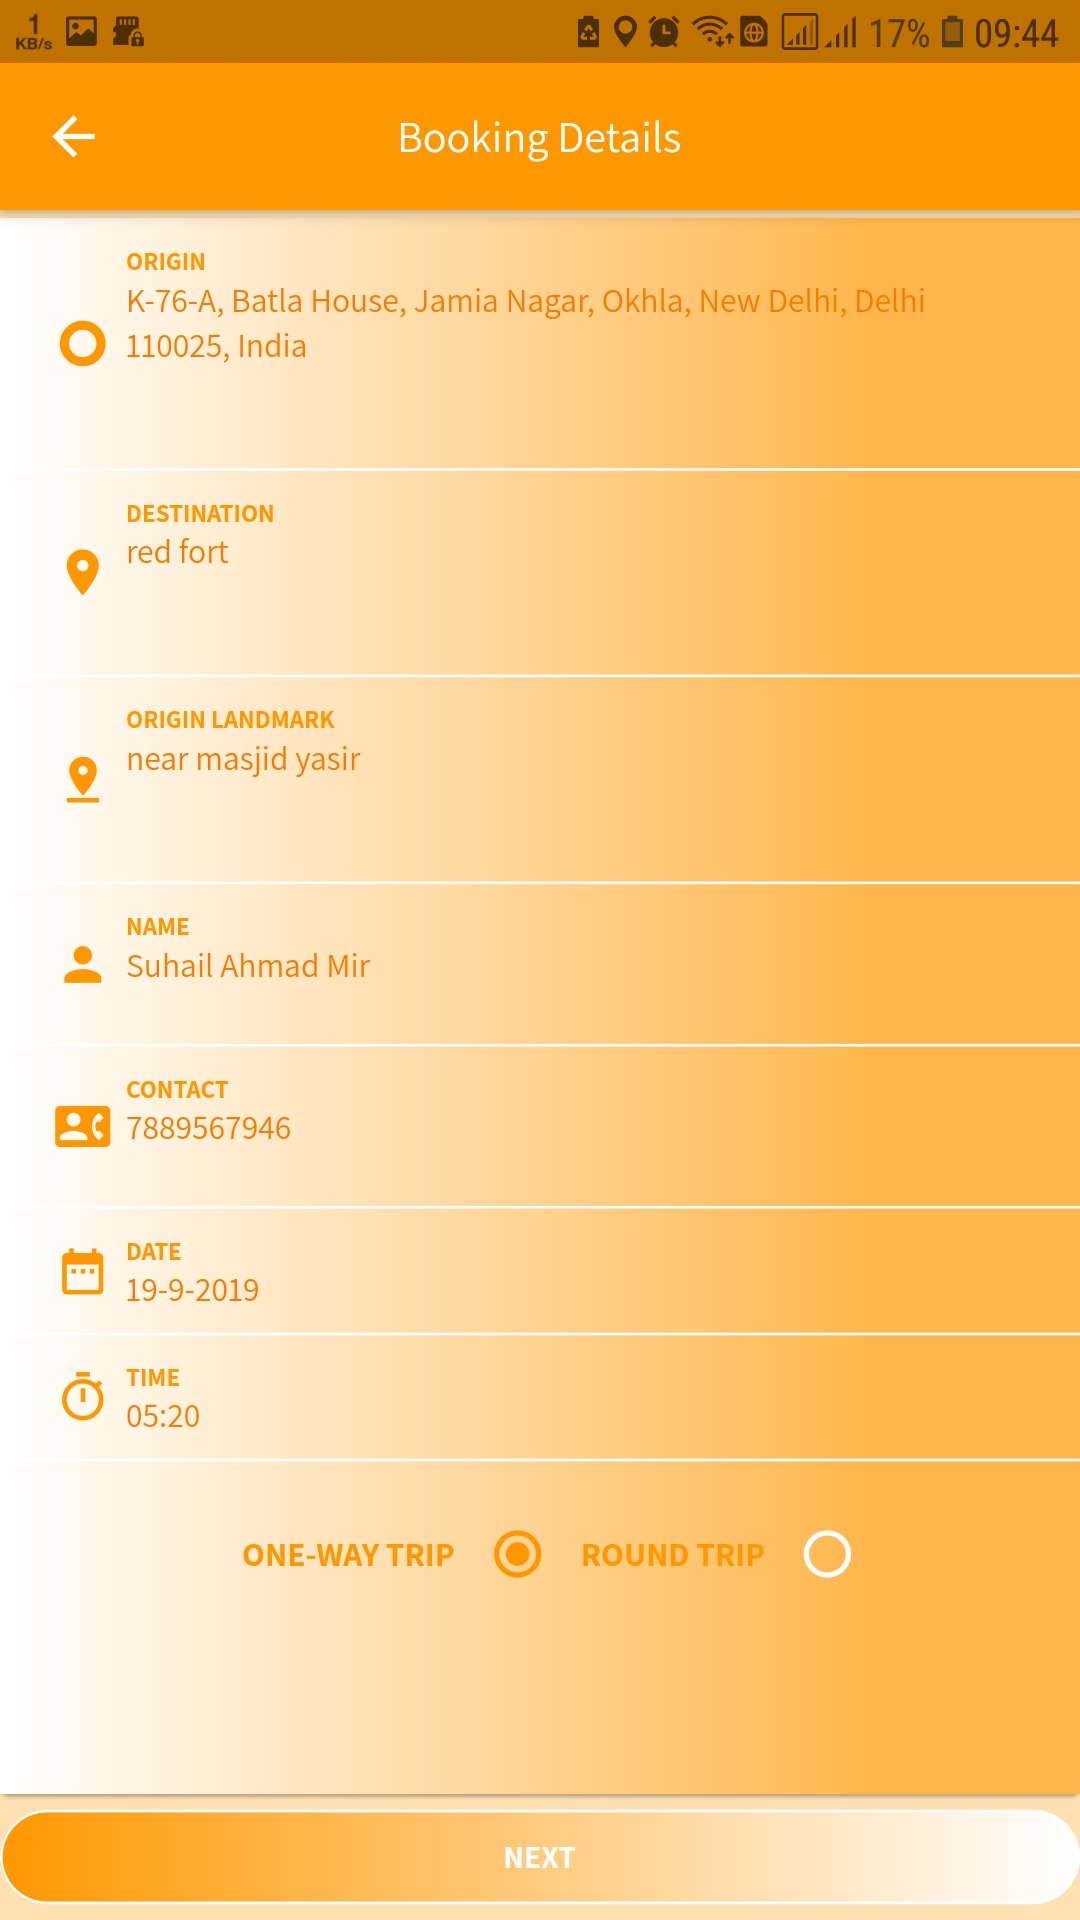 1
KB/s
17% 09:44
Booking Details
ORIGIN
K-76-A, Batla House, Jamia Nagar, Okhla, New Delhi, Delhi
110025, India
DESTINATION
red fort
ORIGIN LANDMARK
near masjid yasir
NAME
Suhail Ahmad Mir
CONTACT
7889567946
DATE
19-9-2019
TIME
05:20
ONE-WAY TRIP ROUND TRIP
NEXT